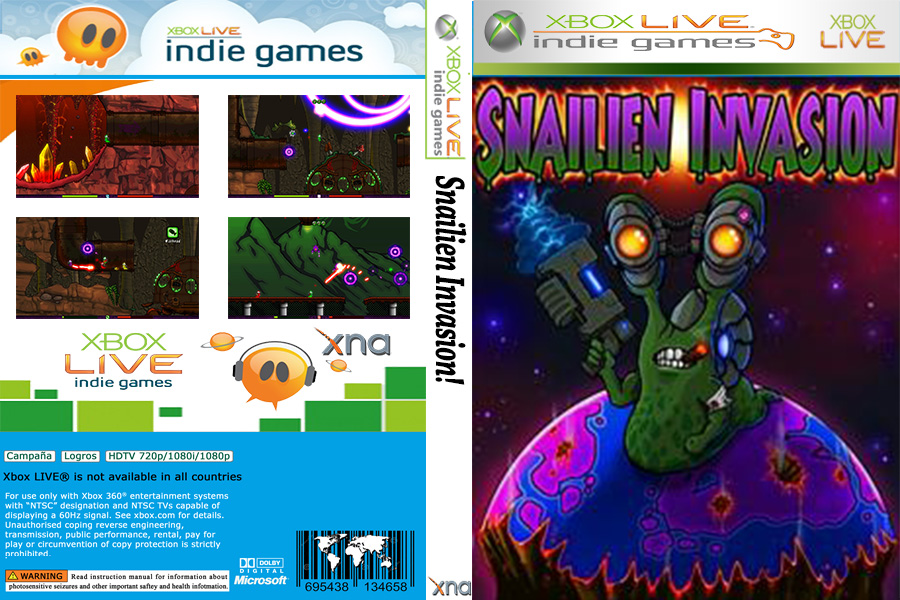 XBOX LIVE
indie games
XBOX LIVE
indie games
Snailien Invasion!
xna
XBOX LIVE
indie games
XBOX
LIVE
SNAILIEN INVASION
XBOX
LIVE
indie games
xna
Campaña Logros HDTV 720p/1080i/1080p
Xbox LIVE® is not available in all countries
For use only with Xbox 360® entertainment systems
with "NTSC" designation and NTSC TVs capable of
displaying a 60Hz signal. See xbox.com for details.
Unauthorised coping reverse engineering,
transmission, public performance, rental, pay for
play or circumvention of copy protection is strictly
prohibited.
WARNING Read instruction manual for information about
photosensitive seizures and other important saftey and health infotmation.
DOLBY
DIGITAL
Microsoft®
695438 134658